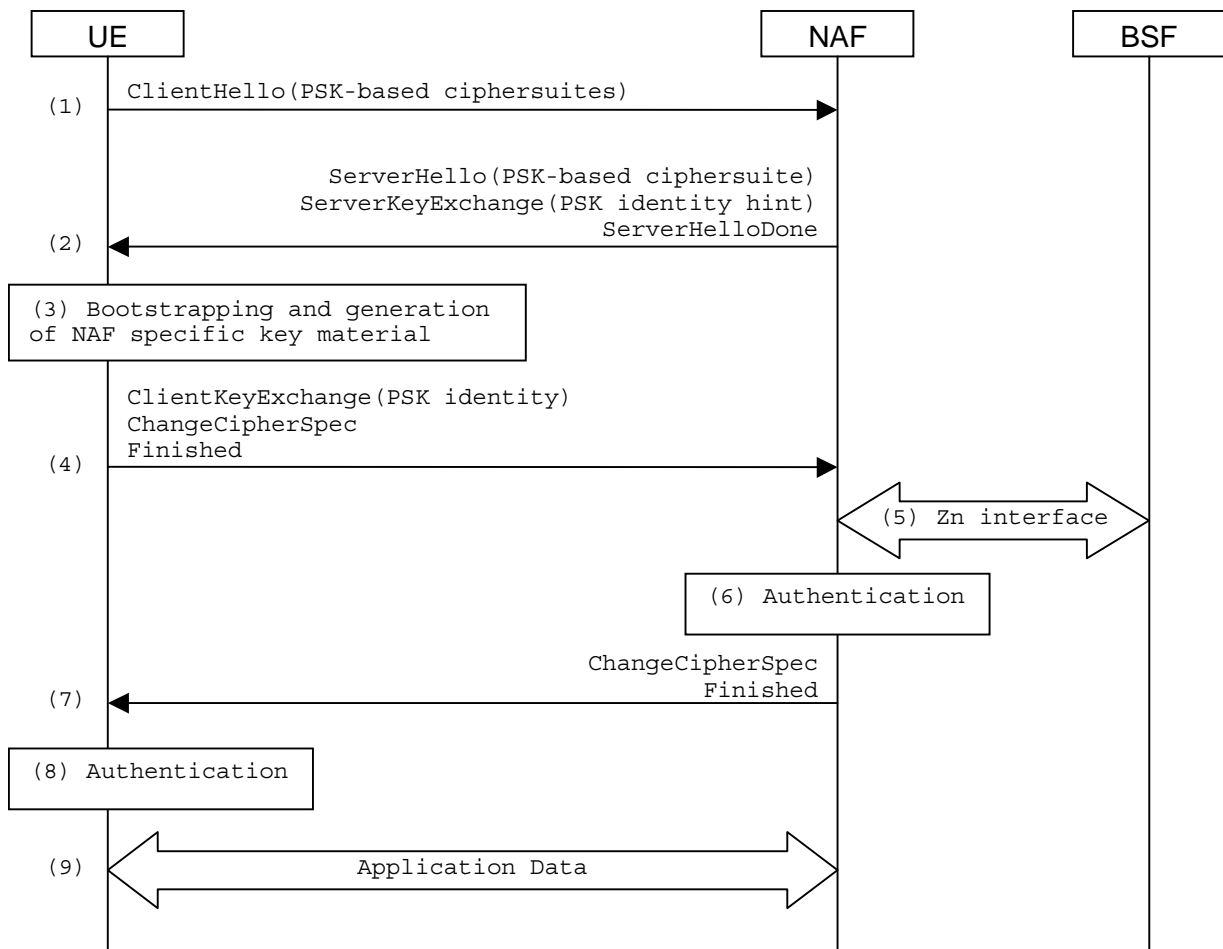 UE
NAF
BSF
ClientHello(PSK-based ciphersuites)
(1)
ServerHello(PSK-based ciphersuite)
ServerKeyExchange(PSK identity hint)
ServerHelloDone
(2)
(3) Bootstrapping and generation
of NAF specific key material
ClientKeyExchange(PSK identity)
ChangeCipherSpec
Finished
(4)
(5) Zn interface
(6) Authentication
ChangeCipherSpec
Finished
(7)
(8) Authentication
(9)
Application Data